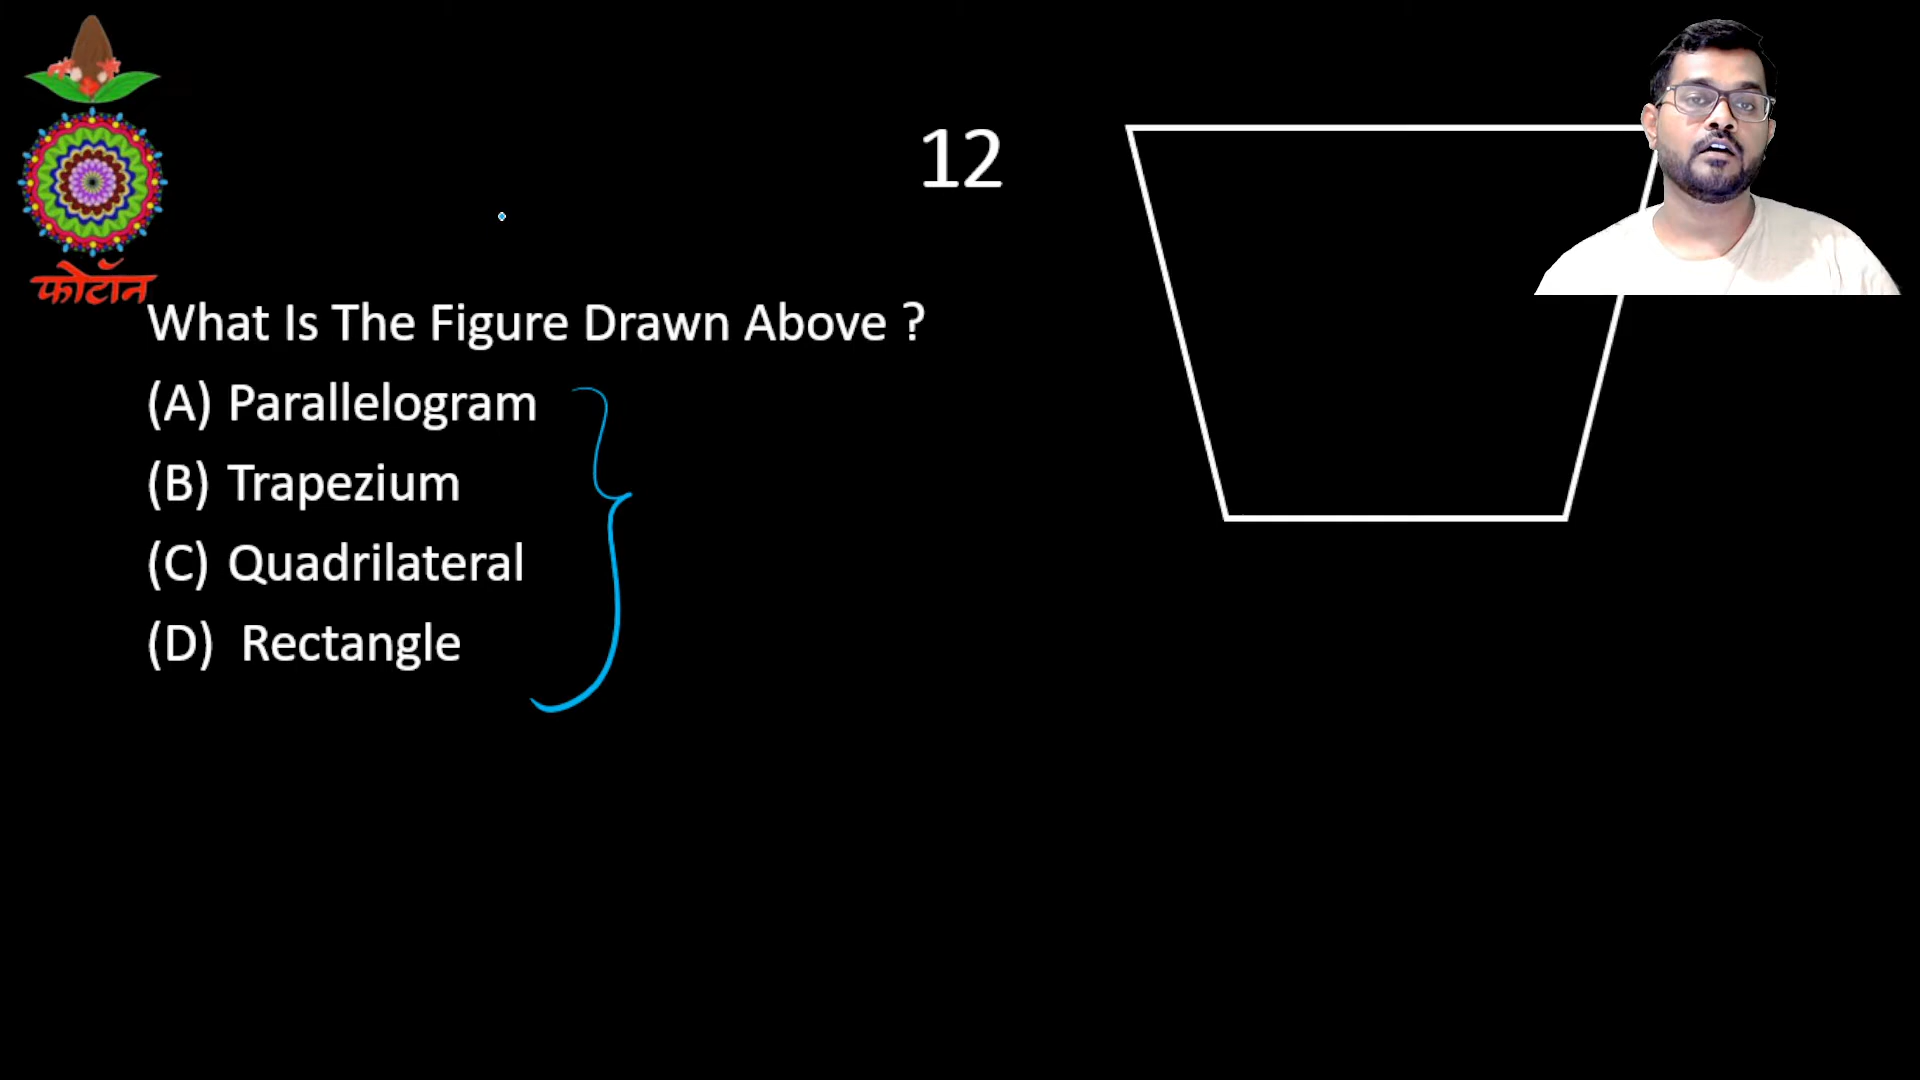 फोटॉन
12
What Is The Figure Drawn Above ?
(A) Parallelogram
(B) Trapezium
(C) Quadrilateral
(D) Rectangle